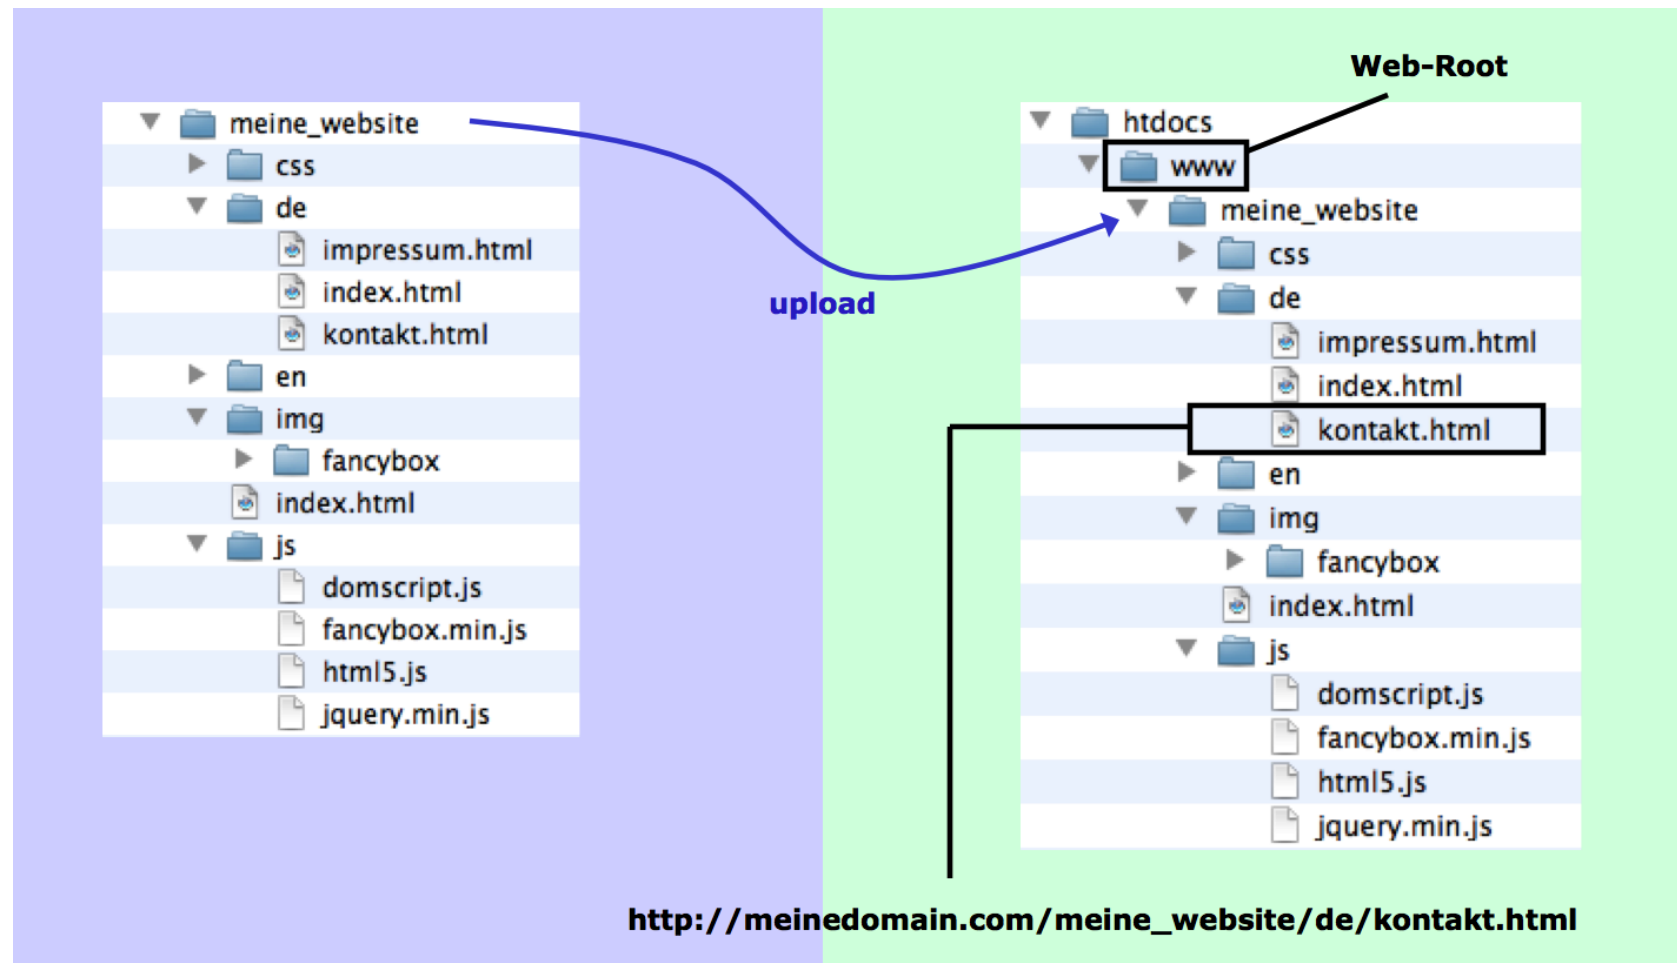 meine_website
css
de
impressum.html
index.html
kontakt.html
en
img
fancybox
index.html
js
domscript.js
fancybox.min.js
html5.js
jquery.min.js
upload
Web-Root
htdocs
www
meine_website
css
de
impressum.html
index.html
kontakt.html
en
img
fancybox
index.html
js
domscript.js
fancybox.min.js
html5.js
jquery.min.js
http://meinedomain.com/meine_website/de/kontakt.html